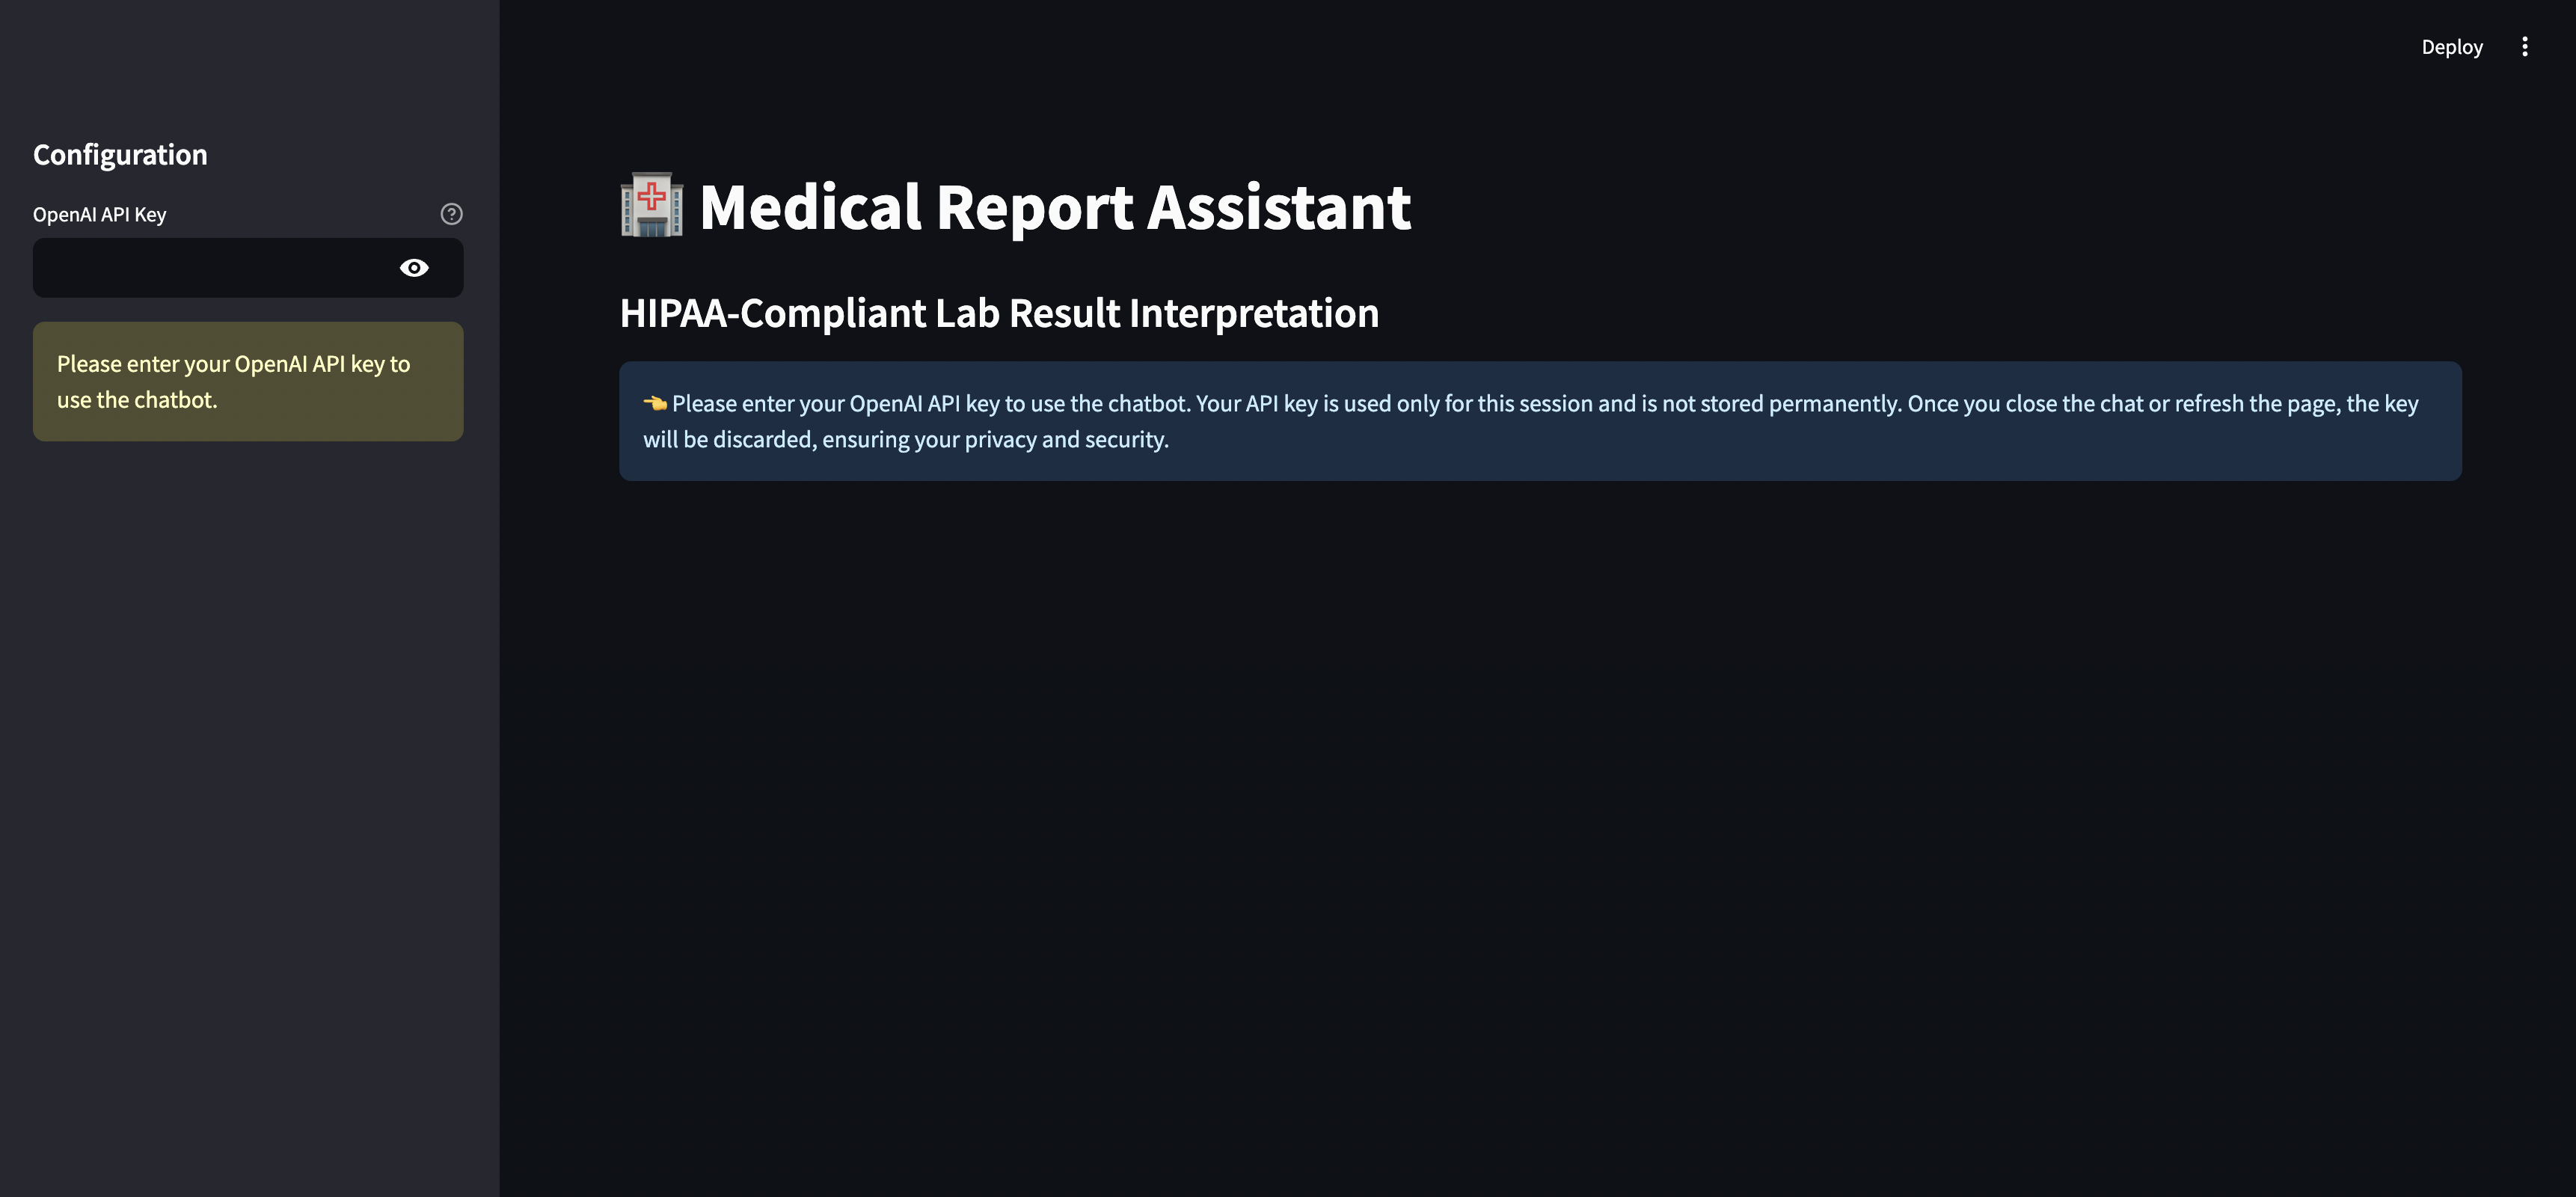 Deploy
Configuration
OpenAI API Key
Please enter your OpenAI API key to
use the chatbot.
Medical Report Assistant
HIPAA-Compliant Lab Result Interpretation
Please enter your OpenAI API key to use the chatbot. Your API key is used only for this session and is not stored permanently. Once you close the chat or refresh the page, the key
will be discarded, ensuring your privacy and security.